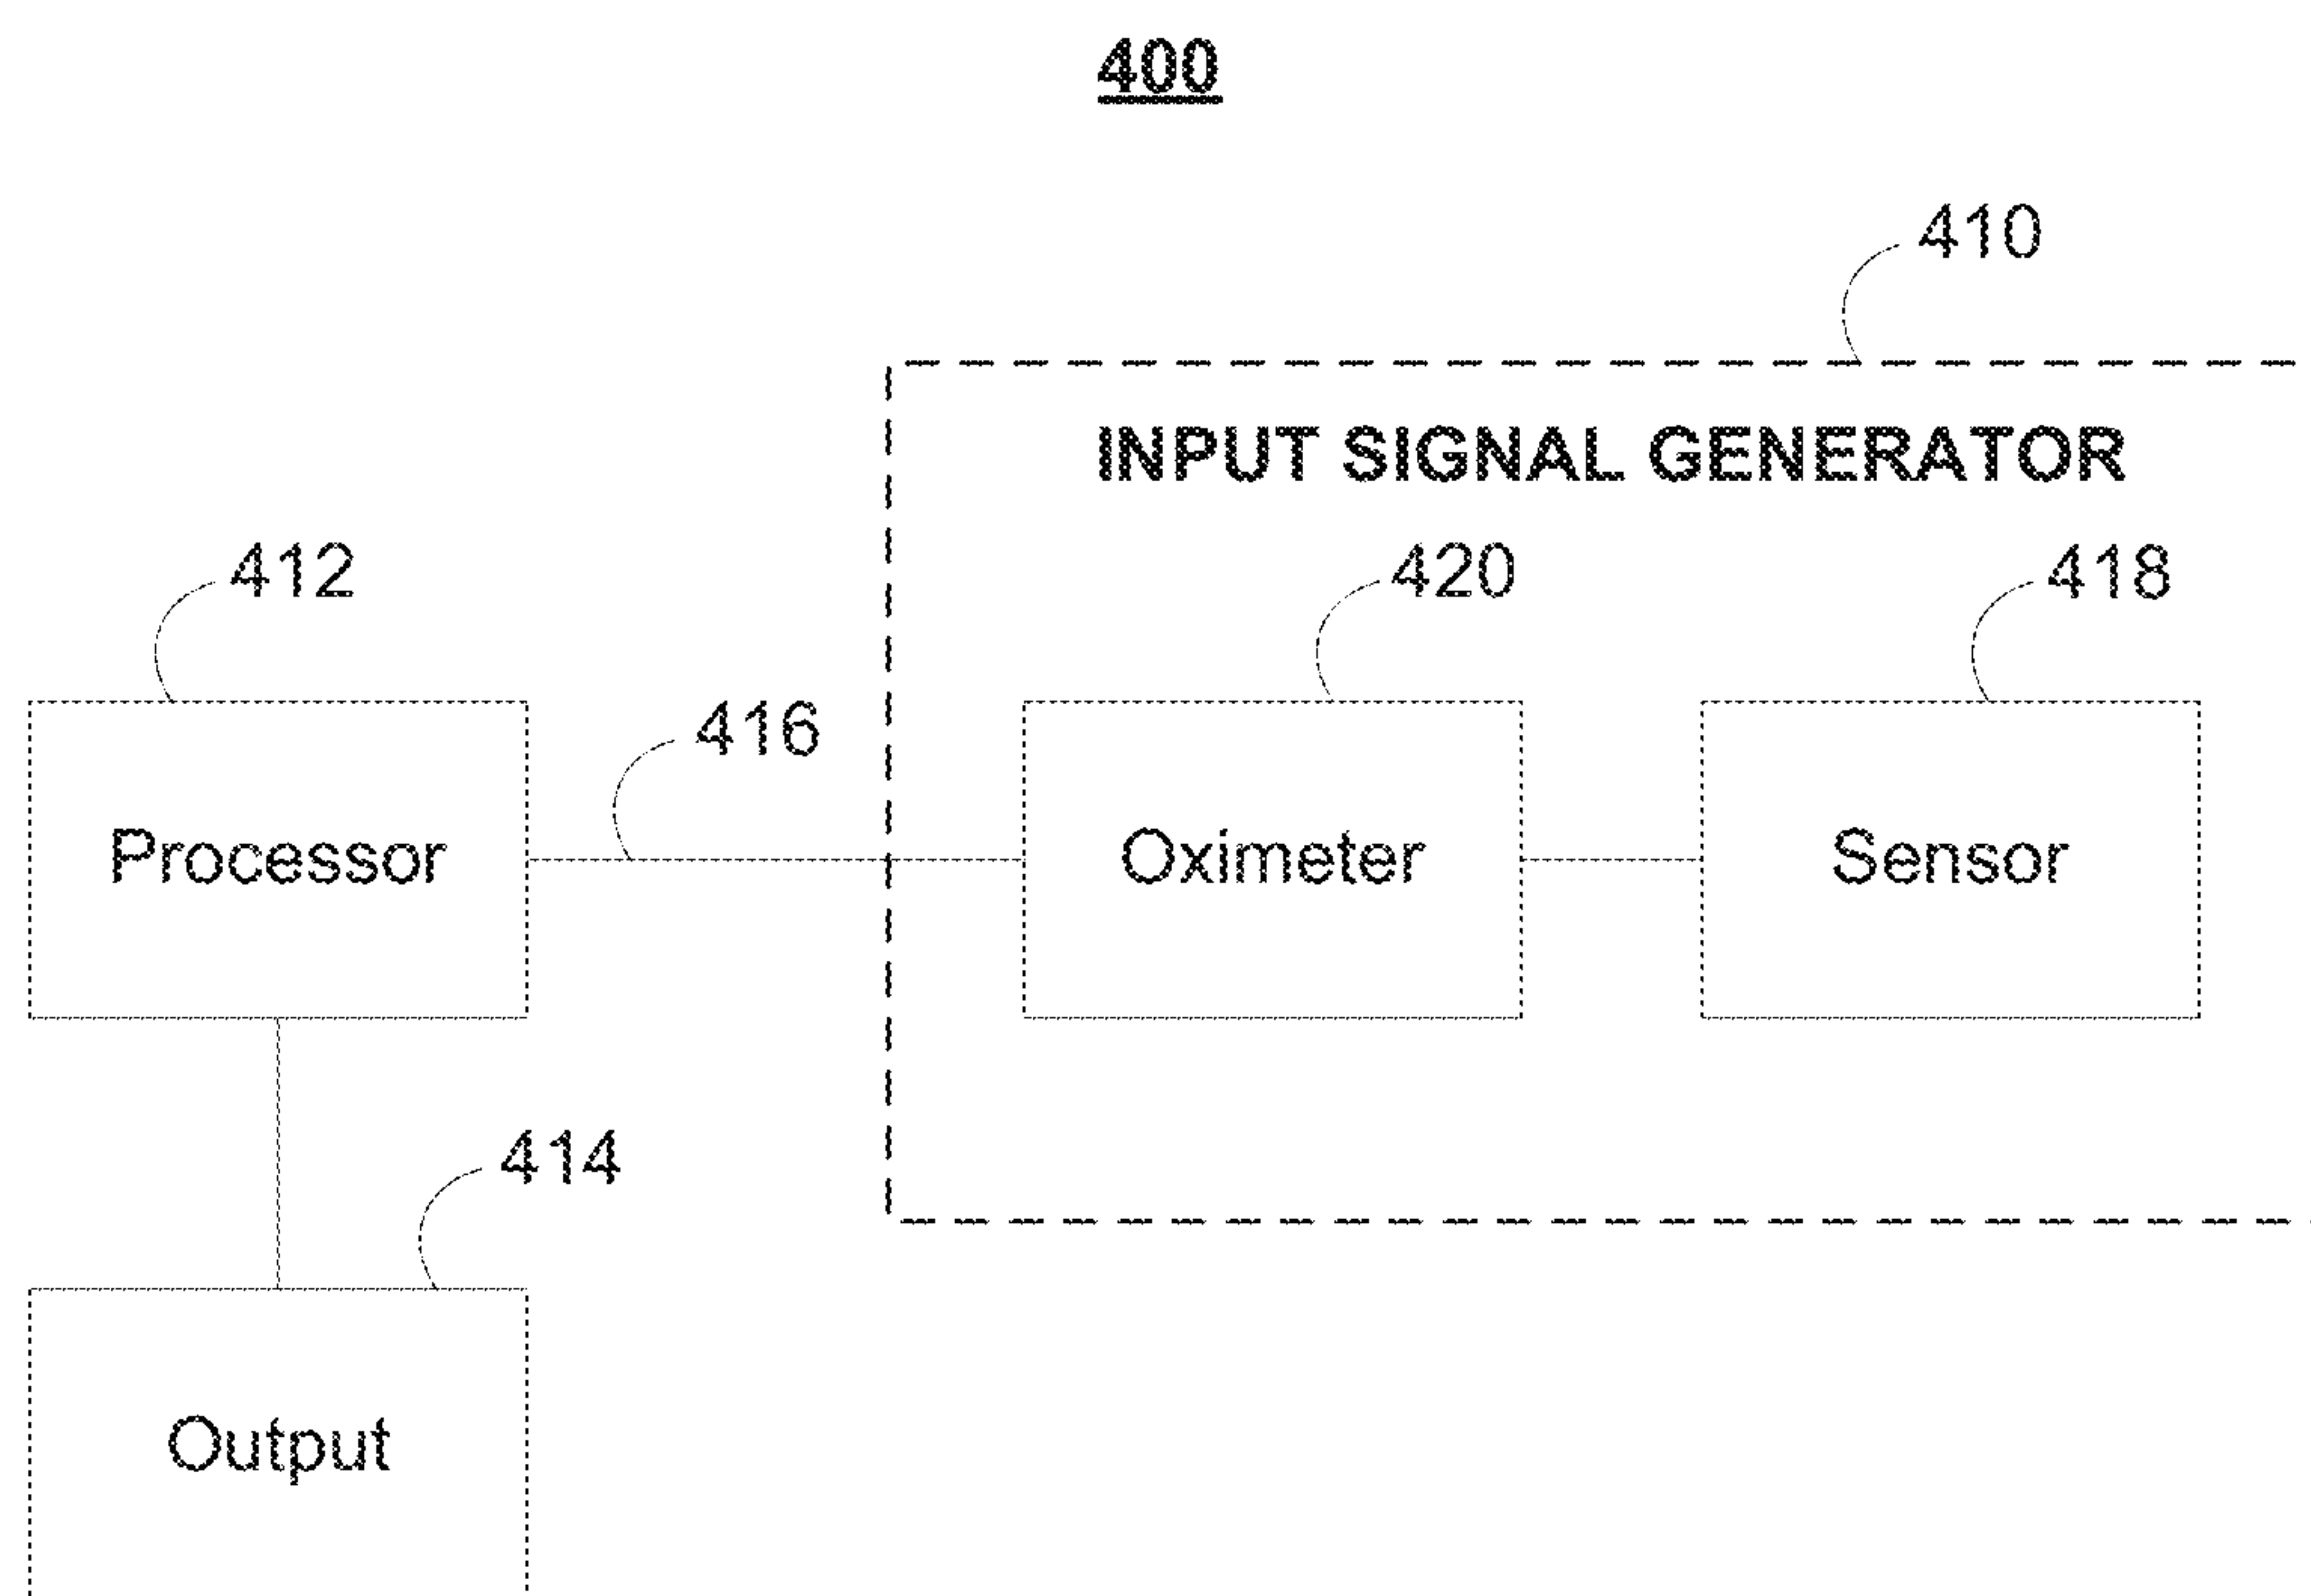 400
410
INPUT SIGNAL GENERATOR
412
420
418
416
Processor
Oximeter
Sensor
414
Output